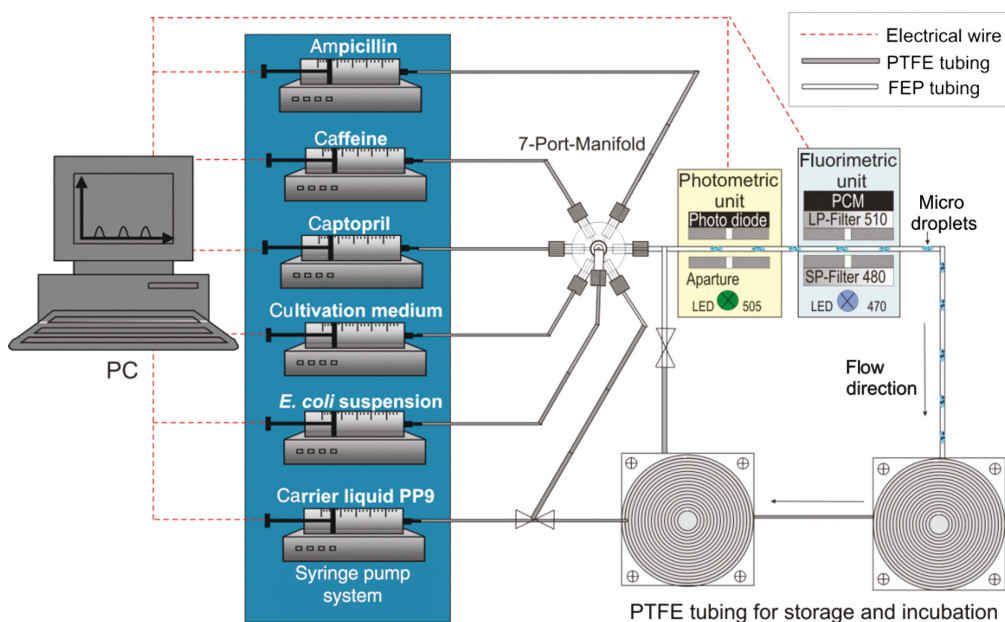 Ampicillin
Caffeine
Captopril
Cultivation medium
E. coli suspension
Carrier liquid PP9
Syringe pump
system
PC
7-Port-Manifold
Electrical wire
PTFE tubing
FEP tubing
Photometric
unit
Photo diode
Aparture
LED
505
Fluorimetric
unit
PCM
LP-Filter 510
SP-Filter 480
LED
470
Micro
droplets
Flow
direction
PTFE tubing for storage and incubation